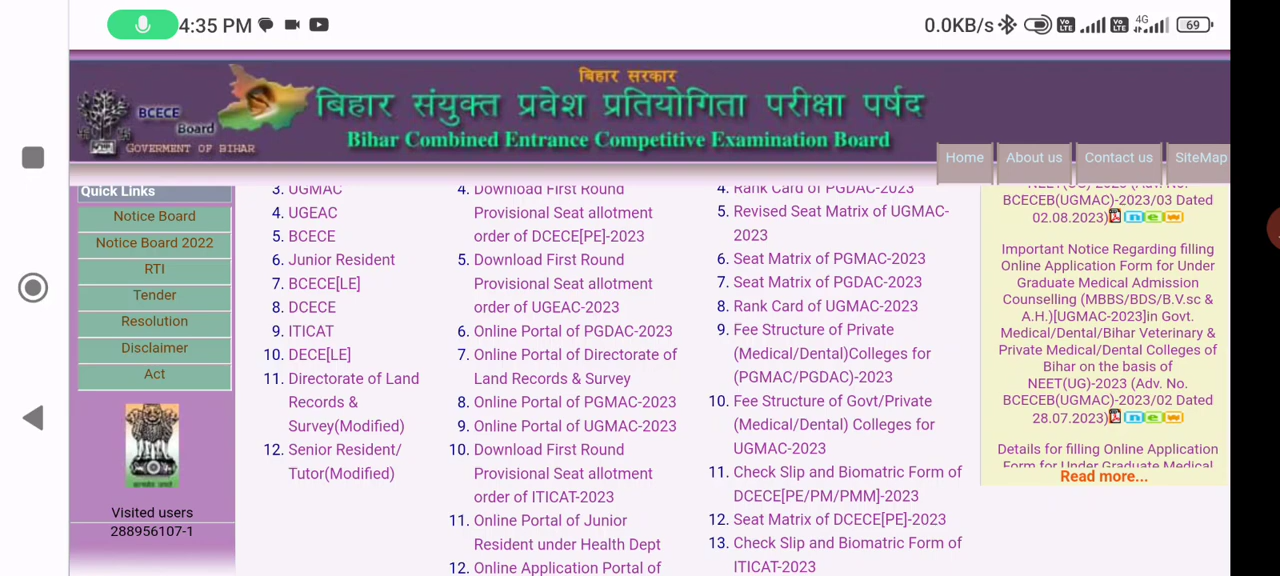 4:35 PM
0.0KB/s
4G
69
बिहार सरकार
BCECE
Board
GOVERMENT OF BIHAR
बिहार संयुक्त प्रवेश प्रतियोगिता परीक्षा पर्षद
Bihar Combined Entrance Competitive Examination Board
Home
About us
Contact us
SiteMap
Quick Links
Notice Board
Notice Board 2022
RTI
Tender
Resolution
Disclaimer
Act
Visited users
288956107-1
3. UGMAC
4. UGEAC
5. BCECE
6. Junior Resident
7. BCECE[LE]
8. DCECE
9. ITICAT
10. DECE[LE]
11. Directorate of Land
Records &
Survey(Modified)
12. Senior Resident/
Tutor(Modified)
4. Download First Round
Provisional Seat allotment
order of DCECE[PE]-2023
5. Download First Round
Provisional Seat allotment
order of UGEAC-2023
6. Online Portal of PGDAC-2023
7. Online Portal of Directorate of
Land Records & Survey
8. Online Portal of PGMAC-2023
9. Online Portal of UGMAC-2023
10. Download First Round
Provisional Seat allotment
order of ITICAT-2023
11. Online Portal of Junior
Resident under Health Dept
12. Online Application Portal of
4. Rank Card of PGDAC-2023
5. Revised Seat Matrix of UGMAC-
2023
6. Seat Matrix of PGMAC-2023
7. Seat Matrix of PGDAC-2023
8. Rank Card of UGMAC-2023
9. Fee Structure of Private
(Medical/Dental)Colleges for
(PGMAC/PGDAC)-2023
10. Fee Structure of Govt/Private
(Medical/Dental) Colleges for
UGMAC-2023
11. Check Slip and Biomatric Form of
DCECE[PE/PM/PMM]-2023
12. Seat Matrix of DCECE[PE]-2023
13. Check Slip and Biomatric Form of
ITICAT-2023
NEET(UG)-2023 (Adv. No.
BCECEB(UGMAC)-2023/03 Dated
02.08.2023)
Important Notice Regarding filling
Online Application Form for Under
Graduate Medical Admission
Counselling (MBBS/BDS/B.V.sc &
A.H.)[UGMAC-2023]in Govt.
Medical/Dental/Bihar Veterinary &
Private Medical/Dental Colleges of
Bihar on the basis of
NEET(UG)-2023 (Adv. No.
BCECEB(UGMAC)-2023/02 Dated
28.07.2023)
Details for filling Online Application
Form for Under Graduate Medical
Read more...